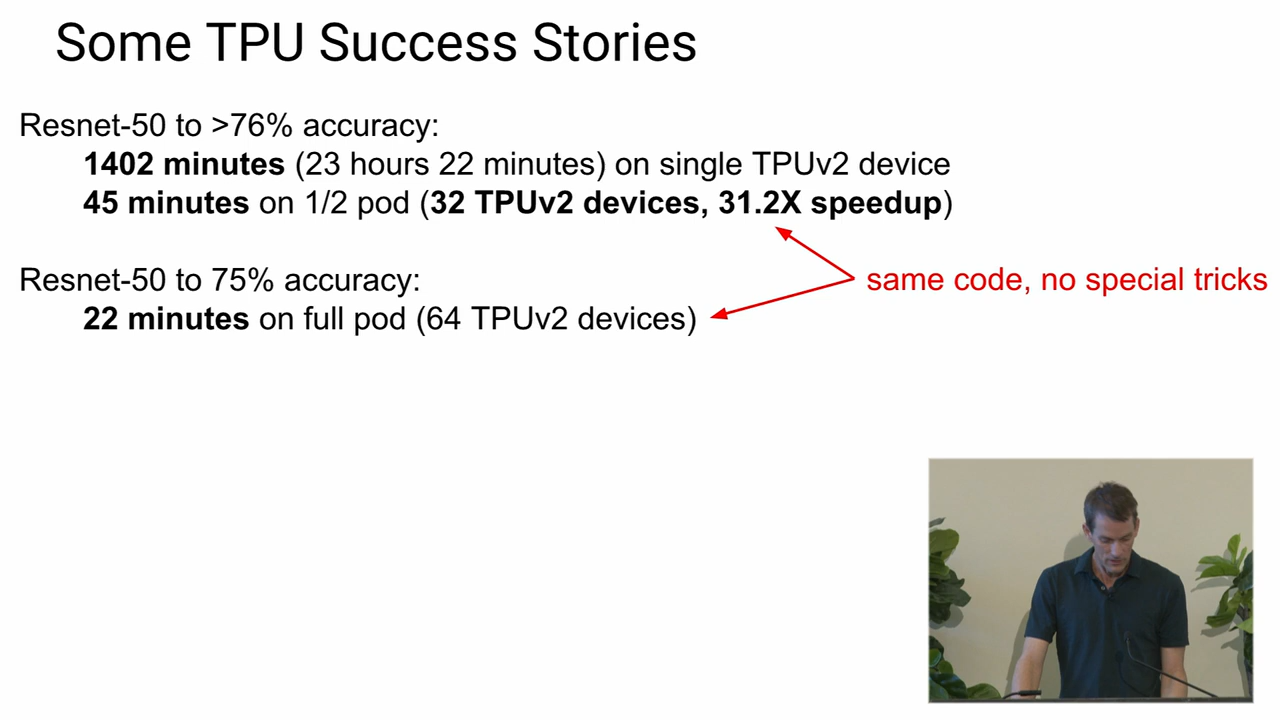 Some TPU Success Stories
Resnet-50 to >76% accuracy:
1402 minutes (23 hours 22 minutes) on single TPUv2 device
45 minutes on 1/2 pod (32 TPUv2 devices, 31.2X speedup)
Resnet-50 to 75% accuracy:
same code, no special tricks
22 minutes on full pod (64 TPUv2 devices)